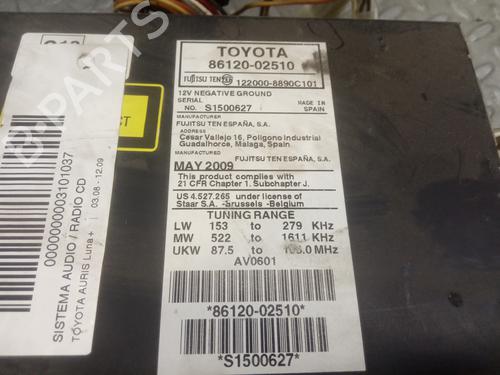 TOYOTA
86120-02510
FUJITSU TEN 122000-8890C101
12V NEGATIVE GROUND
SERIAL
NO. S1500627
MADE IN
SPAIN
MANUFACTURER
FUJITSU TEN ESPAÑA, S.A.
ADDRESS
Cesar Vallejo 16, Poligono Industrial
Guadalhorce, Malaga, Spain
MANUFACTURED
MAY 2009 FUJITSU TEN ESPAÑA, S.A.
This product complies with
21 CFR Chapter 1. Subchapter J.
US 4.527.265 under license of
Staar S.A. -Brussels -Belgium
TUNING RANGE
LW 153 to 279 KHz
MW 522 to 1611 KHz
UKW 87.5 to MHz
AV0601
*86120-02510*
*S1500627*
CT
PARTS
0000000003101037
SISTEMA AUDIO / RADIO CD
TOYOTA AURIS Luna+
03.08 - 12.09